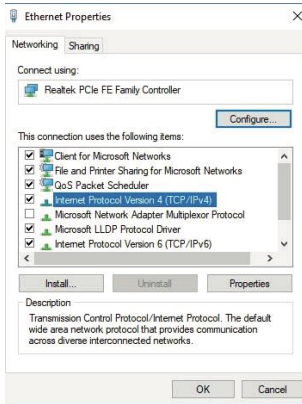 Ethernet Properties
Networking Sharing
Connect using:
Realtek PCIe FE Family Controller
Configure...
This connection uses the following items:
Client for Microsoft Networks
File and Printer Sharing for Microsoft Networks
QoS Packet Scheduler
Internet Protocol Version 4 (TCP/IPv4)
Microsoft Network Adapter Multiplexor Protocol
Microsoft LLDP Protocol Driver
Internet Protocol Version 6 (TCP/IPv6)
Install... Uninstall Properties
Description
Transmission Control Protocol/Internet Protocol. The default
wide area network protocol that provides communication
across diverse interconnected networks.
OK Cancel